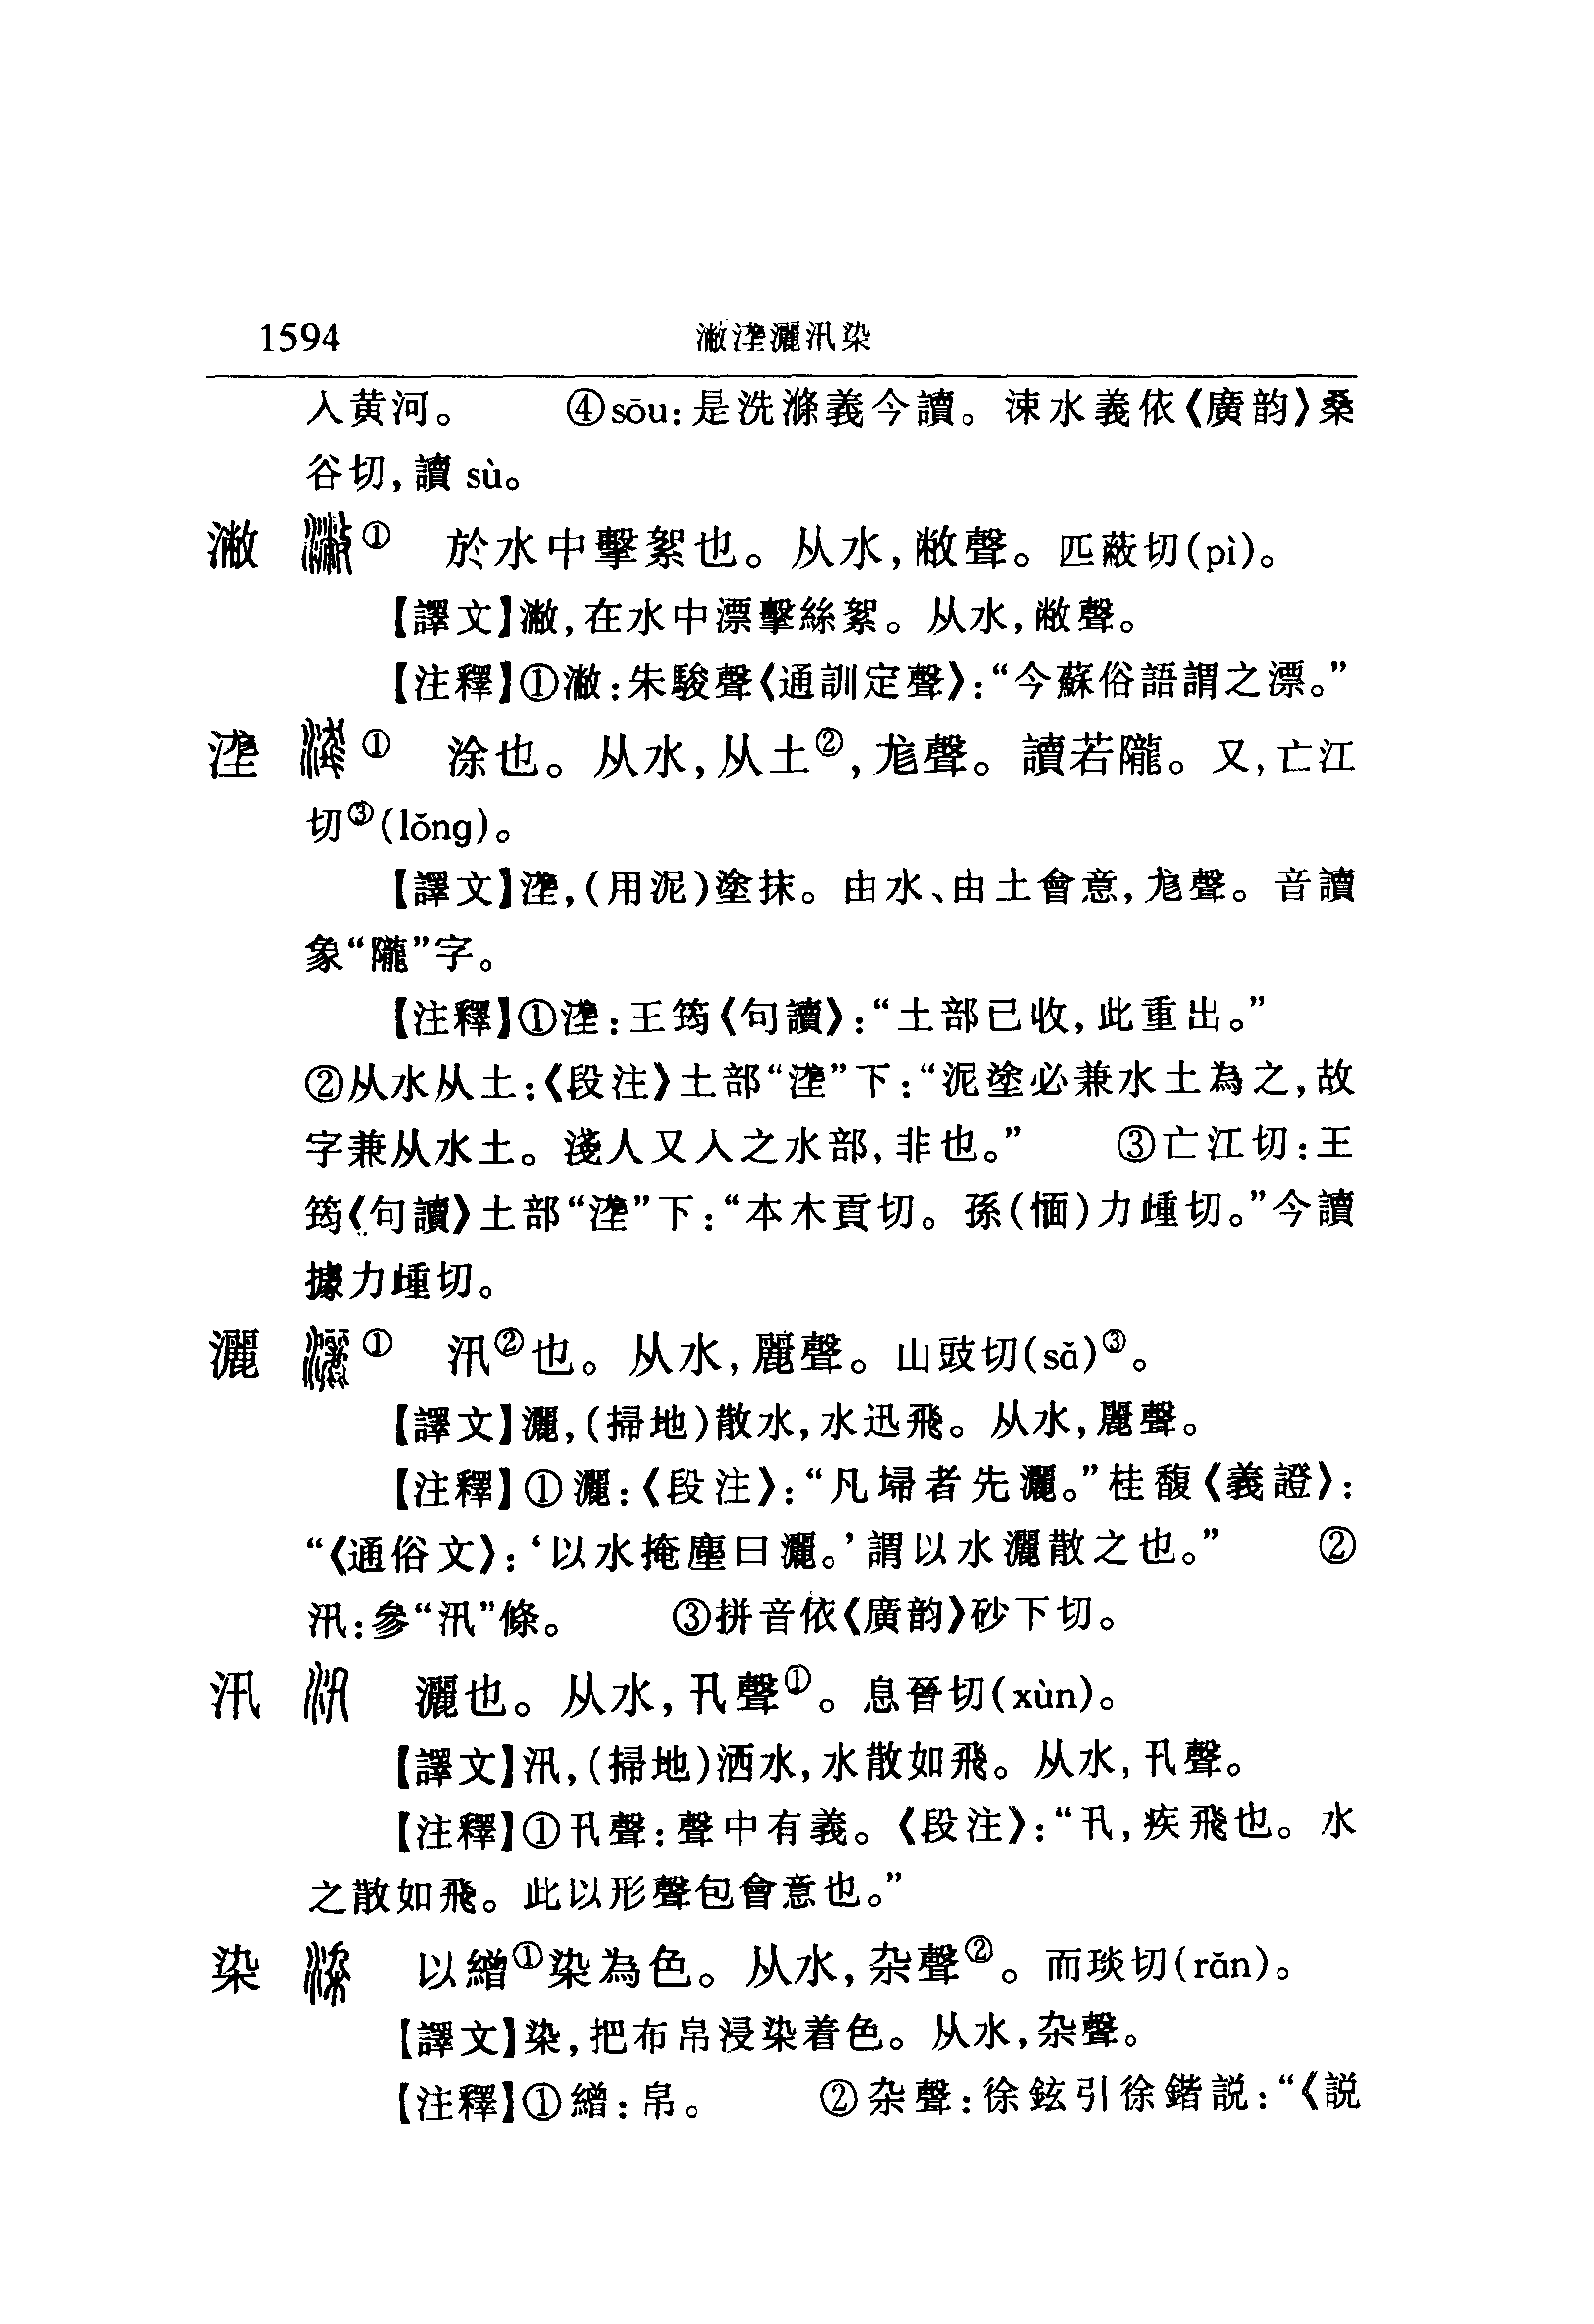 1594 潎𣹢灑汛染
入黄河。 ④sōu:是洗滌義今讀。涑水義依《廣韵》桑
谷切,讀 sù。
潎 ① 於水中擊絮也。从水,敝聲。匹蔽切(pì)。
【譯文】潎,在水中漂擊絲絮。从水,敝聲。
【注釋】①潎:朱駿聲《通訓定聲》:“今蘇俗語謂之漂。”
① 涂也。从水,从土②,尨聲。讀若隴。又,亡江
切③(lǒng)。
【譯文】,(用泥)塗抹。由水、由土會意,尨聲。音讀
象“隴”字。
【注釋】①:王筠《句讀》:“土部已收,此重出。”
②从水从土:《段注》土部“”下:“泥塗必兼水土為之,故
字兼从水土。淺人又入之水部,非也。” ③亡江切:王
筠《句讀》土部“”下:“本木貢切。孫(愐)力歱切。”今讀
據力歱切。
灑 ① 汛②也。从水,麗聲。山豉切(sǎ)③。
【譯文】灑,(掃地)散水,水迅飛。从水,麗聲。
【注釋】①灑:《段注》:“凡埽者先灑。”桂馥《義證》:
“《通俗文》:‘以水掩塵曰灑。’謂以水灑散之也。” ②
汛:參“汛”條。 ③拼音依《廣韵》砂下切。
汛 灑也。从水,卂聲①。息晉切(xùn)。
【譯文】汛,(掃地)洒水,水散如飛。从水,卂聲。
【注釋】①卂聲:聲中有義。《段注》:“卂,疾飛也。水
之散如飛。此以形聲包會意也。”
染 以繒①染為色。从水,杂聲②。而琰切(rǎn)。
【譯文】染,把布帛浸染着色。从水,杂聲。
【注釋】①繒:帛。 ②杂聲:徐鉉引徐鍇説:“《説